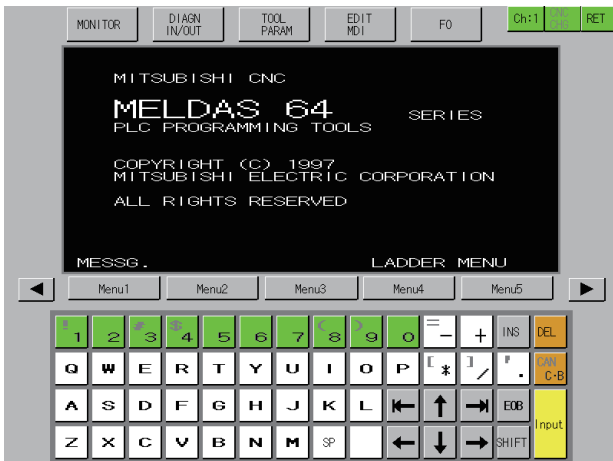 MONITOR DIAGN IN/OUT TOOL PARAM EDIT MDI F0 Ch:1 CNC CHG RET
MITSUBISHI CNC
MELDAS 64 SERIES
PLC PROGRAMMING TOOLS
COPYRIGHT (C) 1997
MITSUBISHI ELECTRIC CORPORATION
ALL RIGHTS RESERVED
MESSG. LADDER MENU
◀ Menu1 Menu2 Menu3 Menu4 Menu5 ▶
! 1 2 # 3 $ 4 5 6 7 ( 8 ) 9 0 = - + INS DEL
Q W E R T Y U I O P [ * ] / ' . CAN C·B
A S D F G H J K L EOB Input
Z X C V B N M SP SHIFT